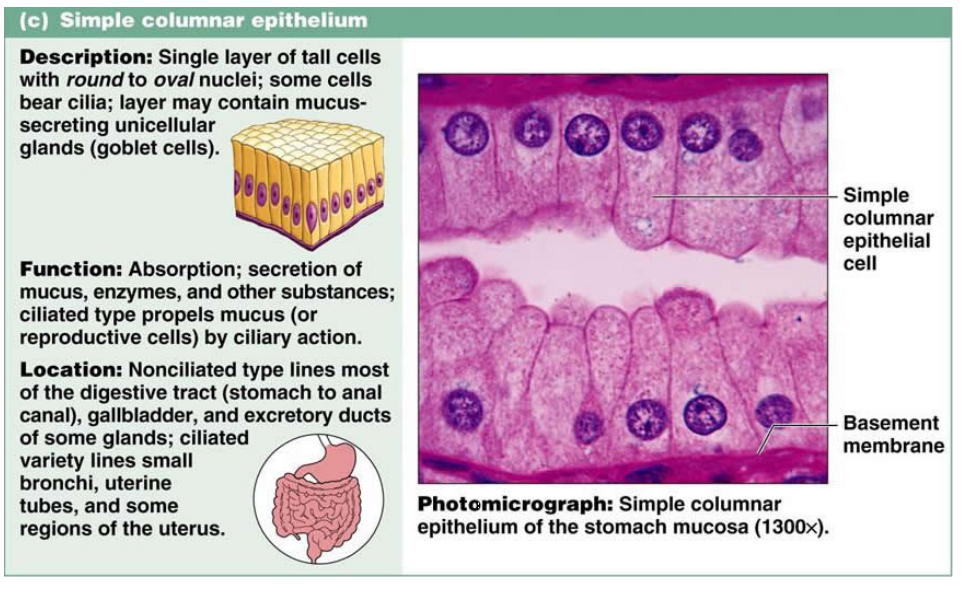 (c) Simple columnar epithelium
Description: Single layer of tall cells
with round to oval nuclei; some cells
bear cilia; layer may contain mucus-
secreting unicellular
glands (goblet cells).
Function: Absorption; secretion of
mucus, enzymes, and other substances;
ciliated type propels mucus (or
reproductive cells) by ciliary action.
Location: Nonciliated type lines most
of the digestive tract (stomach to anal
canal), gallbladder, and excretory ducts
of some glands; ciliated
variety lines small
bronchi, uterine
tubes, and some
regions of the uterus.
Simple
columnar
epithelial
cell
Basement
membrane
Photomicrograph: Simple columnar
epithelium of the stomach mucosa (1300×).